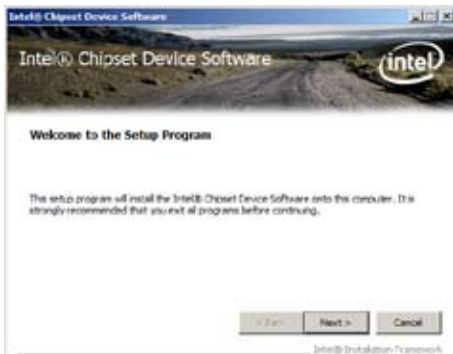 Intel® Chipset Device Software
Intel® Chipset Device Software
intel
Welcome to the Setup Program
This setup program will install the Intel® Chipset Device Software onto this computer. It is
strongly recommended that you exit all programs before continuing.
< Back
Next >
Cancel
Intel® Installation Framework